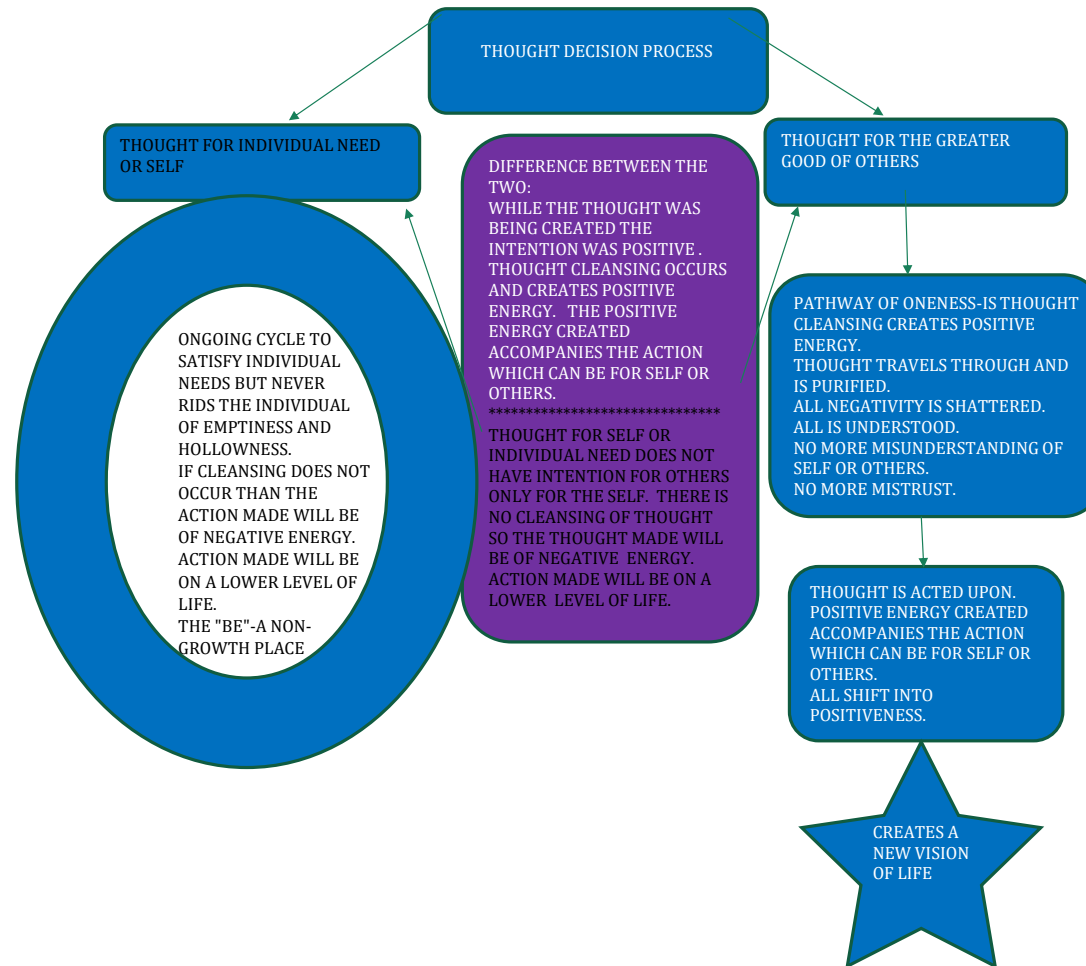 THOUGHT DECISION PROCESS
THOUGHT FOR INDIVIDUAL NEED
OR SELF
ONGOING CYCLE TO
SATISFY INDIVIDUAL
NEEDS BUT NEVER
RIDS THE INDIVIDUAL
OF EMPTINESS AND
HOLLOWNESS.
IF CLEANSING DOES NOT
OCCUR THAN THE
ACTION MADE WILL BE
OF NEGATIVE ENERGY.
ACTION MADE WILL BE
ON A LOWER LEVEL OF
LIFE.
THE "BE"-A NON-
GROWTH PLACE
DIFFERENCE BETWEEN THE
TWO:
WHILE THE THOUGHT WAS
BEING CREATED THE
INTENTION WAS POSITIVE .
THOUGHT CLEANSING OCCURS
AND CREATES POSITIVE
ENERGY.   THE POSITIVE
ENERGY CREATED
ACCOMPANIES THE ACTION
WHICH CAN BE FOR SELF OR
OTHERS.
*******************************
THOUGHT FOR SELF OR
INDIVIDUAL NEED DOES NOT
HAVE INTENTION FOR OTHERS
ONLY FOR THE SELF.  THERE IS
NO CLEANSING OF THOUGHT
SO THE THOUGHT MADE WILL
BE OF NEGATIVE  ENERGY.
ACTION MADE WILL BE ON A
LOWER  LEVEL OF LIFE.
THOUGHT FOR THE GREATER
GOOD OF OTHERS
PATHWAY OF ONENESS-IS THOUGHT
CLEANSING CREATES POSITIVE
ENERGY.
THOUGHT TRAVELS THROUGH AND
IS PURIFIED.
ALL NEGATIVITY IS SHATTERED.
ALL IS UNDERSTOOD.
NO MORE MISUNDERSTANDING OF
SELF OR OTHERS.
NO MORE MISTRUST.
THOUGHT IS ACTED UPON.
POSITIVE ENERGY CREATED
ACCOMPANIES THE ACTION
WHICH CAN BE FOR SELF OR
OTHERS.
ALL SHIFT INTO
POSITIVENESS.
CREATES A
NEW VISION
OF LIFE